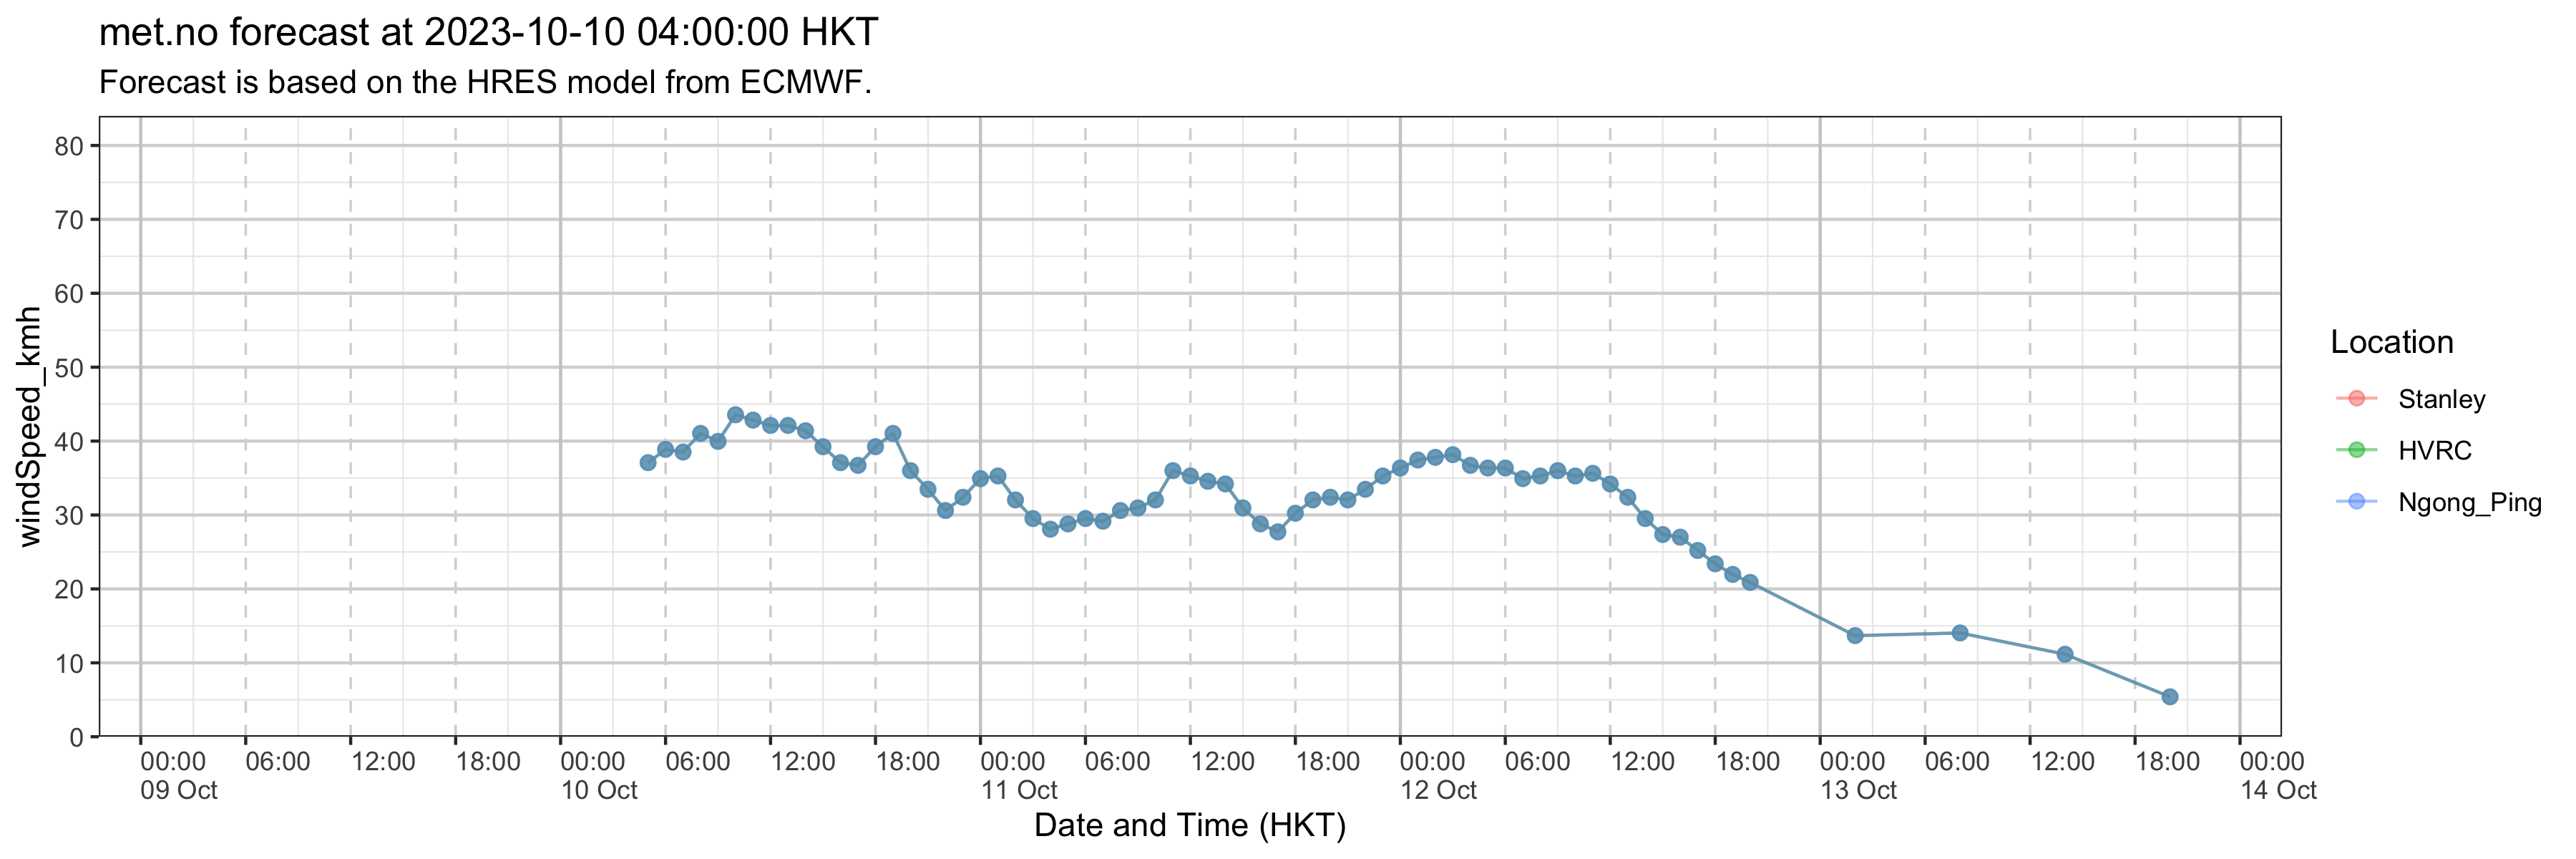 met.no forecast at 2023-10-10 04:00:00 HKT
Forecast is based on the HRES model from ECMWF.
windSpeed_kmh
80
70
60
50
40
30
20
10
0
00:00 06:00 12:00 18:00 00:00 06:00 12:00 18:00 00:00 06:00 12:00 18:00 00:00 06:00 12:00 18:00 00:00 06:00 12:00 18:00 00:00
09 Oct 10 Oct 11 Oct 12 Oct 13 Oct 14 Oct
Date and Time (HKT)
Location
Stanley
HVRC
Ngong_Ping